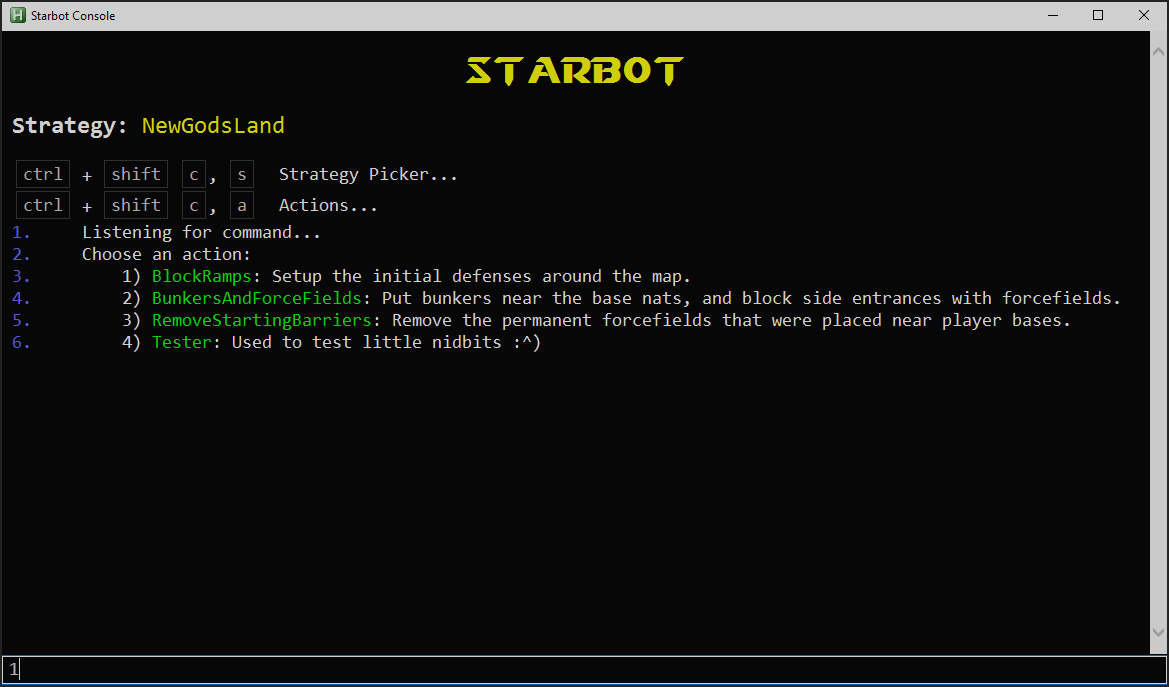 Starbot Console
STARBOT
Strategy: NewGodsLand
ctrl + shift c, s Strategy Picker...
ctrl + shift c, a Actions...
1. Listening for command...
2. Choose an action:
3. 1) BlockRamps: Setup the initial defenses around the map.
4. 2) BunkersAndForceFields: Put bunkers near the base nats, and block side entrances with forcefields.
5. 3) RemoveStartingBarriers: Remove the permanent forcefields that were placed near player bases.
6. 4) Tester: Used to test little nidbits :^)
1